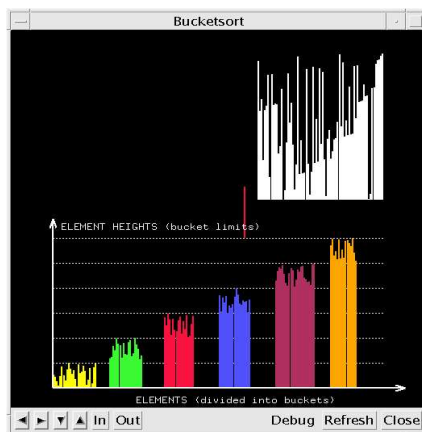 Bucketsort
ELEMENT HEIGHTS (bucket limits)
ELEMENTS (divided into buckets)
In Out Debug Refresh Close